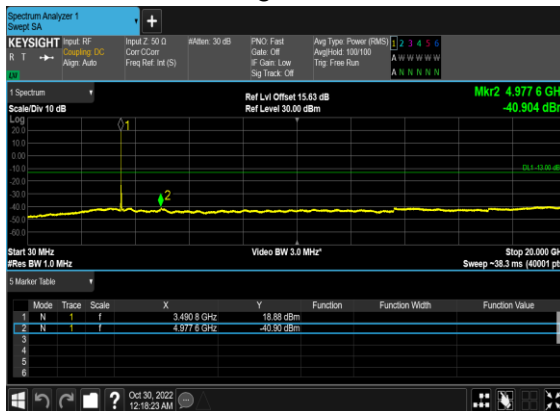 Spectrum Analyzer 1
Swept SA
+
KEYSIGHT Input: RF Input Z: 50 Ω #Atten: 30 dB PNO: Fast Avg Type: Power (RMS) 1 2 3 4 5 6
R T Coupling: DC Corr CCorr Gate: Off Avg|Hold: 100/100 A W W W W W
Align: Auto Freq Ref: Int (S) IF Gain: Low Trig: Free Run
Sig Track: Off A N N N N N
LXI
1 Spectrum Ref Lvl Offset 15.63 dB Mkr2 4.977 6 GH
Scale/Div 10 dB Ref Level 30.00 dBm -40.904 dBr
Log
20.0
10.0
0.00
-10.0
-20.0
-30.0
-40.0
-50.0
-60.0
1
2
DL1 -13.00 dB
Start 30 MHz Video BW 3.0 MHz* Stop 20.000 GH
#Res BW 1.0 MHz Sweep ~38.3 ms (40001 pt
5 Marker Table
Mode Trace Scale X Y Function Function Width Function Value
1 N 1 f 3.490 8 GHz 18.88 dBm
2 N 1 f 4.977 6 GHz -40.90 dBm
3
4
5
6
? Oct 30, 2022
12:18:23 AM